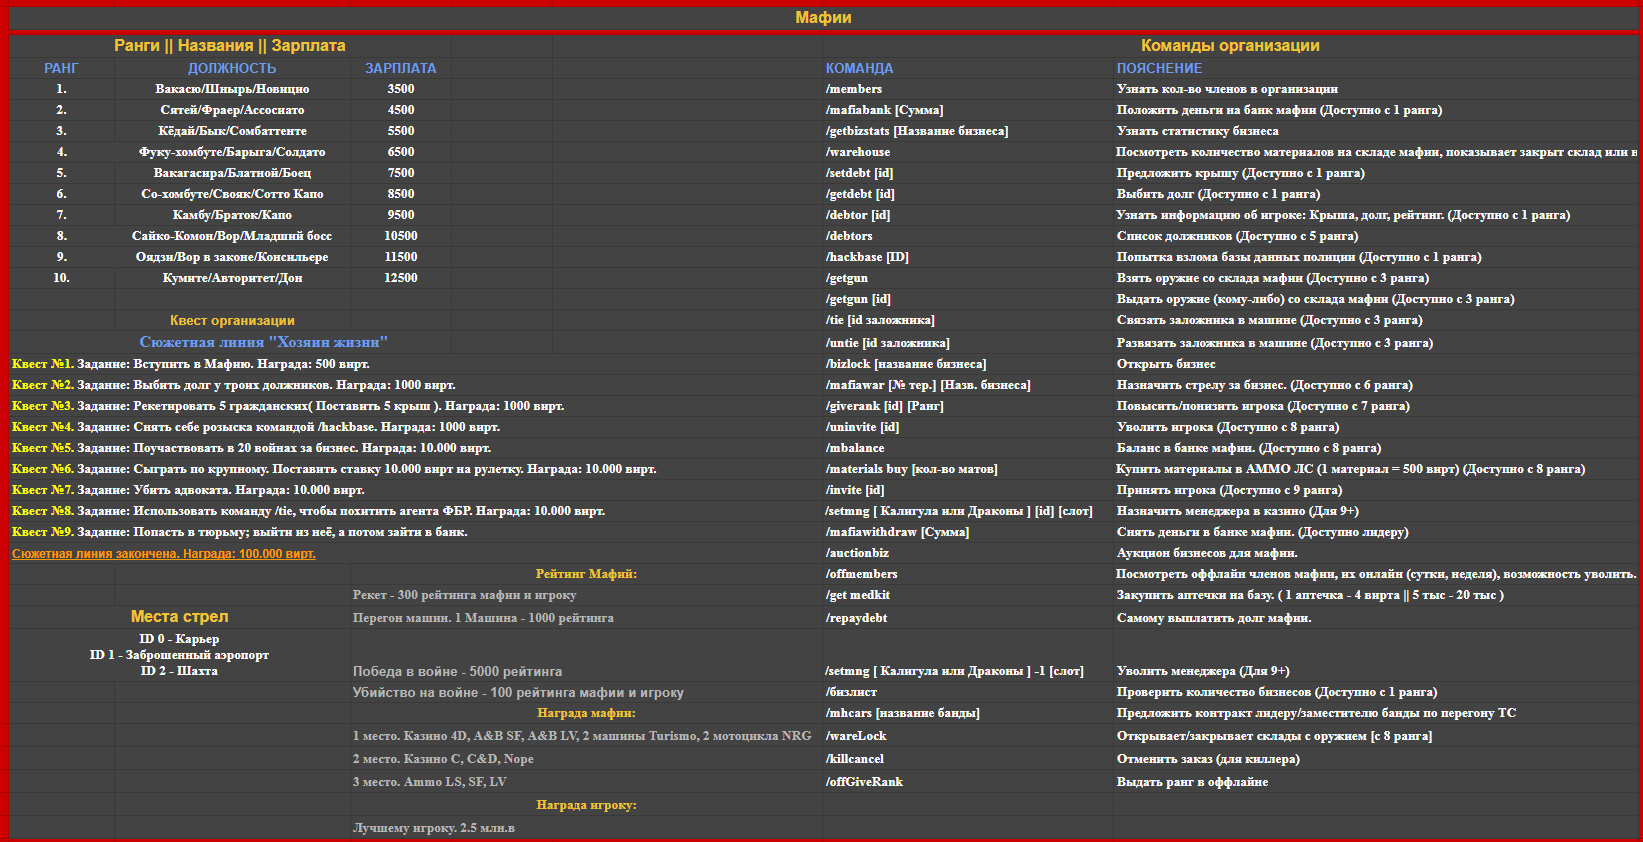 Мафии
Ранги || Названия || Зарплата
Команды организации
РАНГ ДОЛЖНОСТЬ ЗАРПЛАТА КОМАНДА ПОЯСНЕНИЕ
1. Вакасю/Шнырь/Новицио 3500 /members Узнать кол-во членов в организации
2. Сятей/Фраер/Ассоснато 4500 /mafiabank [Сумма] Положить деньги на банк мафии (Доступно с 1 ранга)
3. Кёдай/Бык/Сомбаттенте 5500 /getbizstats [Название бизнеса] Узнать статистику бизнеса
4. Фуку-хомбуте/Барыга/Солдато 6500 /warehouse Посмотреть количество материалов на складе мафии, показывает закрыт склад или н
5. Вакагасира/Блатной/Боец 7500 /setdebt [id] Предложить крышу (Доступно с 1 ранга)
6. Со-хомбуте/Свояк/Сотто Капо 8500 /getdebt [id] Выбить долг (Доступно с 1 ранга)
7. Камбу/Браток/Капо 9500 /debtor [id] Узнать информацию об игроке: Крыша, долг, рейтинг. (Доступно с 1 ранга)
8. Сайко-Комон/Вор/Младший босс 10500 /debtors Список должников (Доступно с 5 ранга)
9. Оядзи/Вор в законе/Консильере 11500 /hackbase [ID] Попытка взлома базы данных полиции (Доступно с 1 ранга)
10. Кумите/Авторитет/Дон 12500 /getgun Взять оружие со склада мафии (Доступно с 3 ранга)
/getgun [id] Выдать оружие (кому-либо) со склада мафии (Доступно с 3 ранга)
Квест организации /tie [id заложника] Связать заложника в машине (Доступно с 3 ранга)
Сюжетная линия "Хозяин жизни" /untie [id заложника] Развязать заложника в машине (Доступно с 3 ранга)
Квест №1. Задание: Вступить в Мафию. Награда: 500 вирт. /bizlock [название бизнеса] Открыть бизнес
Квест №2. Задание: Выбить долг у троих должников. Награда: 1000 вирт. /mafiawar [№ тер.] [Назв. бизнеса] Назначить стрелу за бизнес. (Доступно с 6 ранга)
Квест №3. Задание: Рекетировать 5 гражданских( Поставить 5 крыш ). Награда: 1000 вирт. /giverank [id] [Ранг] Повысить/понизить игрока (Доступно с 7 ранга)
Квест №4. Задание: Снять себе розыска командой /hackbase. Награда: 1000 вирт. /uninvite [id] Уволить игрока (Доступно с 8 ранга)
Квест №5. Задание: Поучаствовать в 20 войнах за бизнес. Награда: 10.000 вирт. /mbalance Баланс в банке мафии. (Доступно с 8 ранга)
Квест №6. Задание: Сыграть по крупному. Поставить ставку 10.000 вирт на рулетку. Награда: 10.000 вирт. /materials buy [кол-во матов] Купить материалы в АММО ЛС (1 материал = 500 вирт) (Доступно с 8 ранга)
Квест №7. Задание: Убить адвоката. Награда: 10.000 вирт. /invite [id] Принять игрока (Доступно с 9 ранга)
Квест №8. Задание: Использовать команду /tie, чтобы похитить агента ФБР. Награда: 10.000 вирт. /setmng [ Калигула или Драконы ] [id] [слот] Назначить менеджера в казино (Для 9+)
Квест №9. Задание: Попасть в тюрьму; выйти из неё, а потом зайти в банк. /mafiawithdraw [Сумма] Снять деньги в банке мафии. (Доступно лидеру)
Сюжетная линия закончена. Награда: 100.000 вирт. /auctionbiz Аукцион бизнесов для мафии.
Рейтинг Мафий: /offmembers Посмотреть оффлайн членов мафии, их онлайн (сутки, неделя), возможность уволить.
Рекет - 300 рейтинга мафии и игроку /get medkit Закупить аптечки на базу. ( 1 аптечка - 4 вирта || 5 тыс - 20 тыс )
Места стрел Перегон машин. 1 Машина - 1000 рейтинга /repaydebt Самому выплатить долг мафии.
ID 0 - Карьер
ID 1 - Заброшенный аэропорт
ID 2 - Шахта Победа в войне - 5000 рейтинга /setmng [ Калигула или Драконы ] -1 [слот] Уволить менеджера (Для 9+)
Убийство на войне - 100 рейтинга мафии и игроку /бизлист Проверить количество бизнесов (Доступно с 1 ранга)
Награда мафии: /mhcars [название банды] Предложить контракт лидеру/заместителю банды по перегону ТС
1 место. Казино 4D, A&B SF, A&B LV, 2 машины Turismo, 2 мотоцикла NRG /wareLock Открывает/закрывает склады с оружием [с 8 ранга]
2 место. Казино C, C&D, Nope /killcancel Отменить заказ (для киллера)
3 место. Ammo LS, SF, LV /offGiveRank Выдать ранг в оффлайне
Награда игроку:
Лучшему игроку. 2.5 млн.в